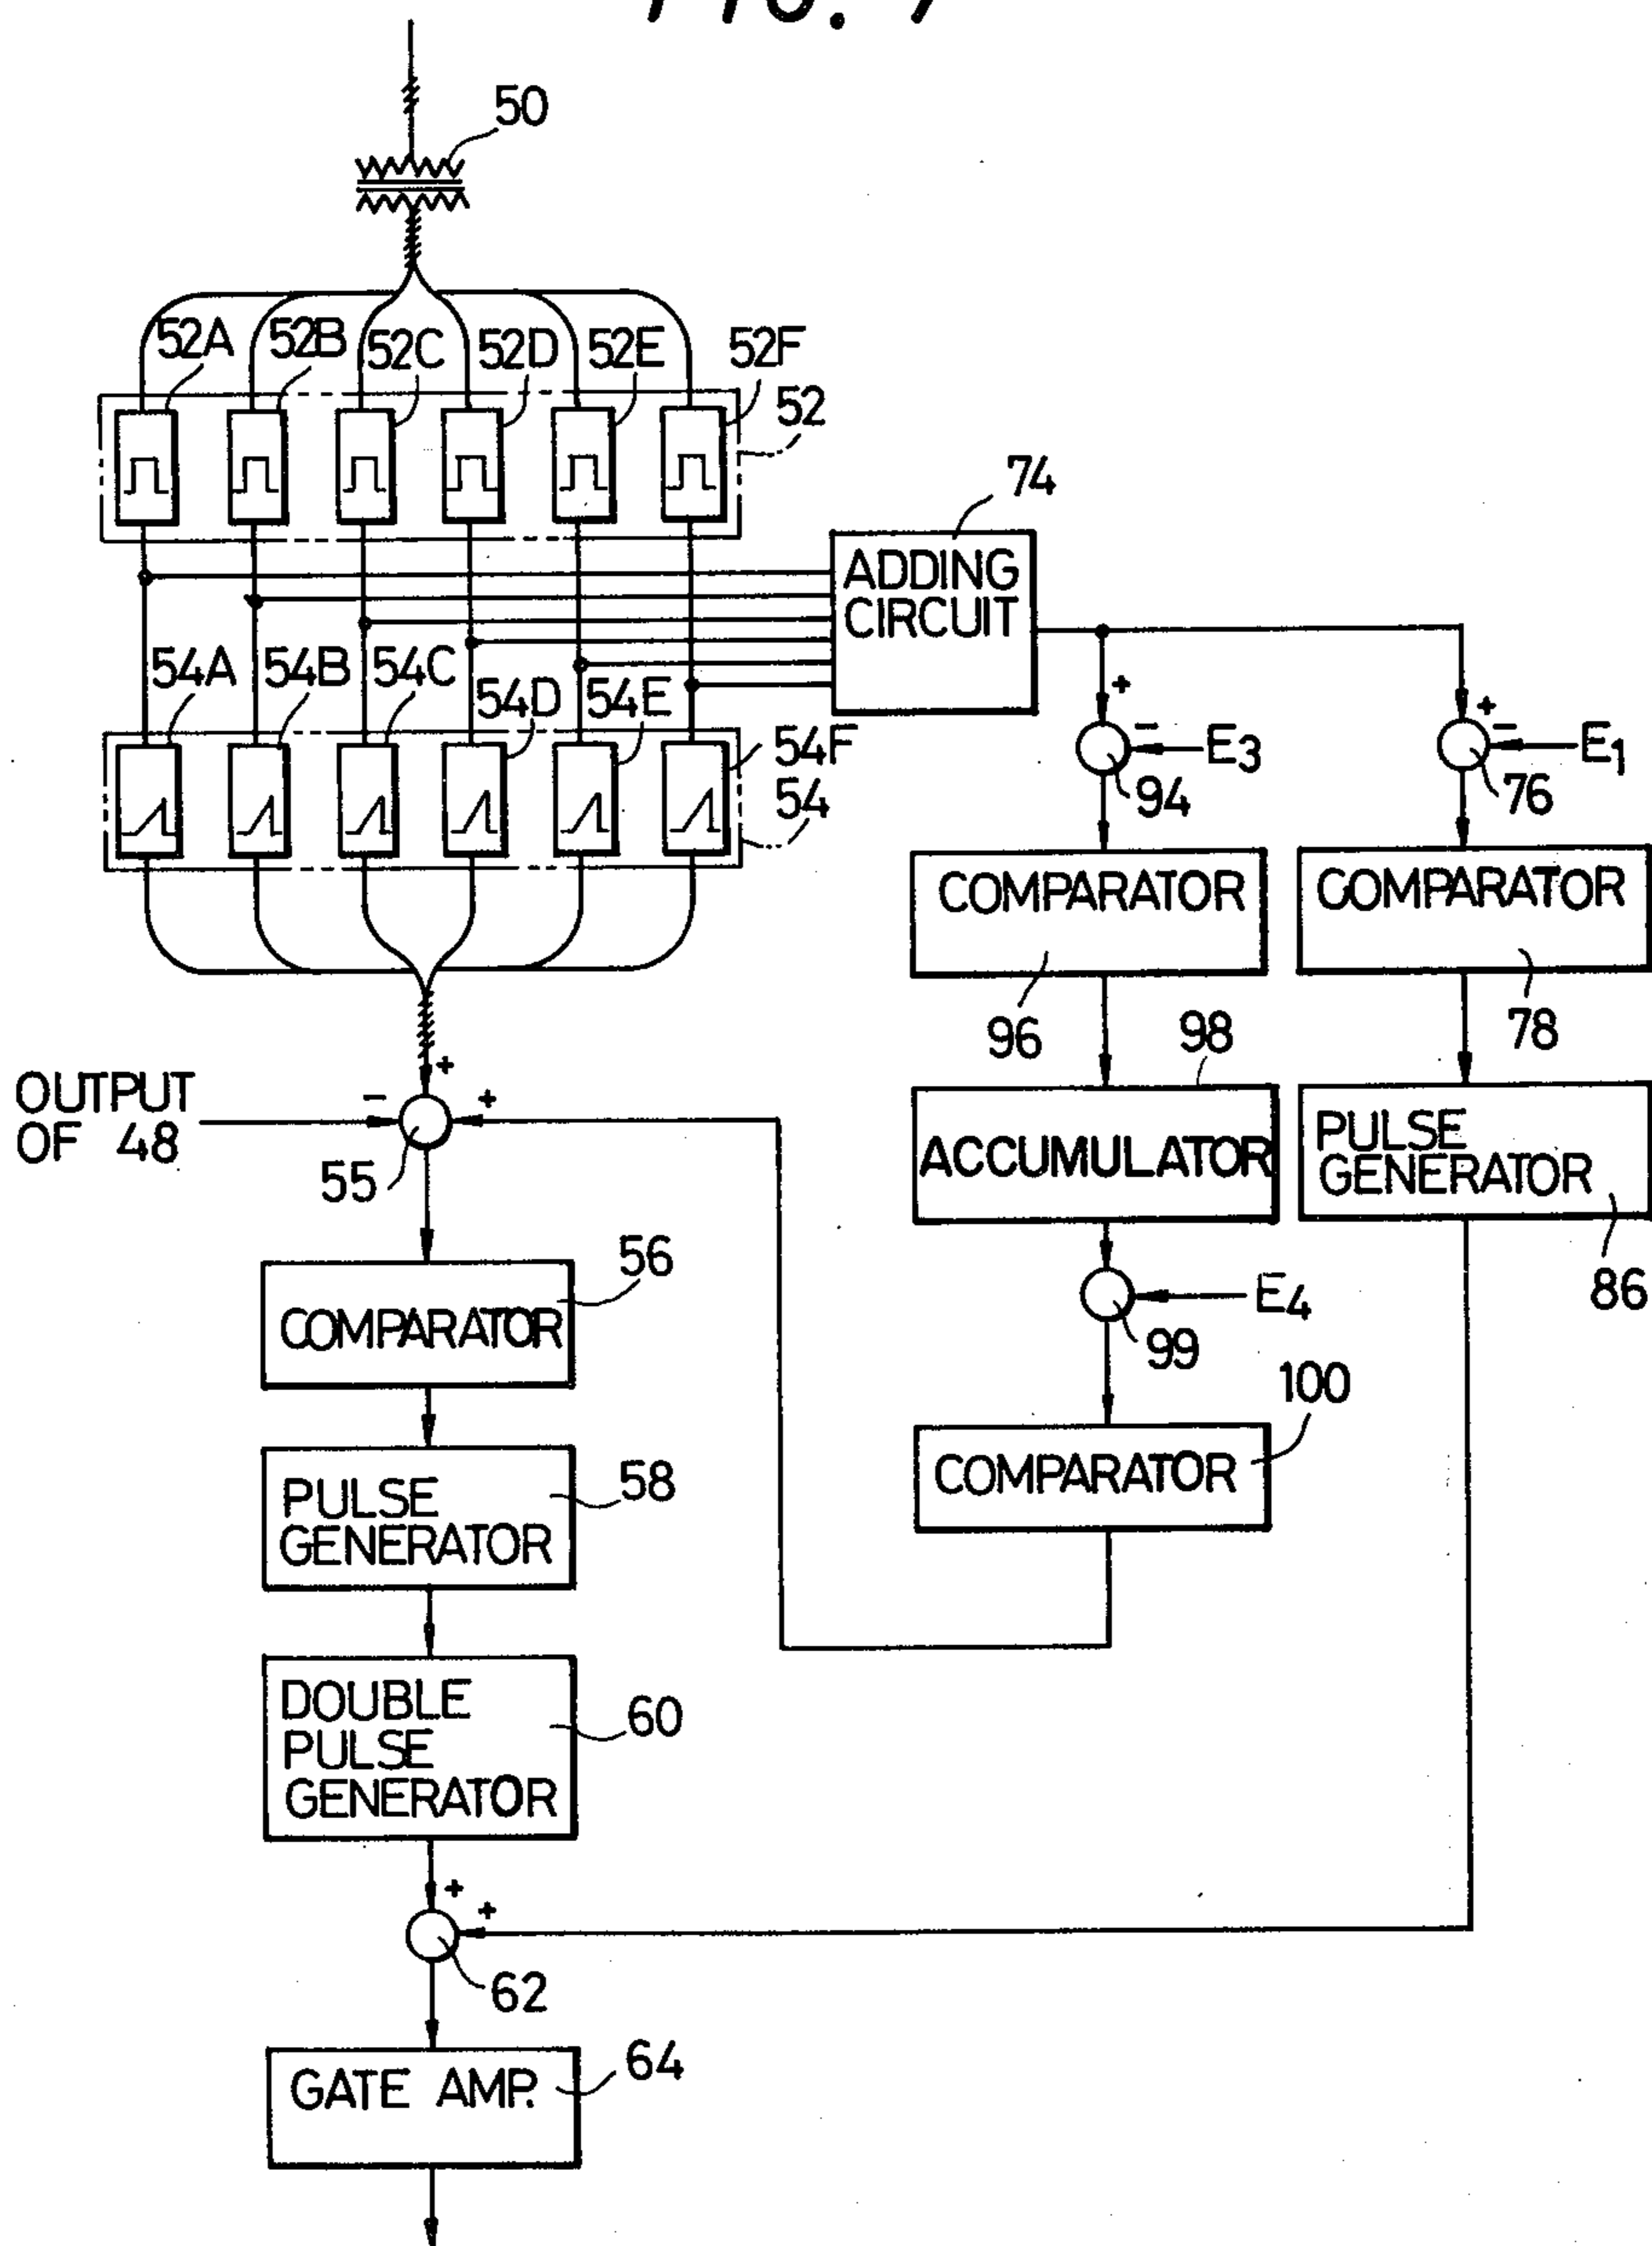 50
52A 52B 52C 52D 52E 52F
52
74
ADDING
CIRCUIT
54A 54B 54C 54D 54E 54F
54
+
- E3
94
+
- E1
76
COMPARATOR
96
GOMPARATOR
78
98
ACCUMULATOR
PULSE
GENERATOR
86
OUTPUT
OF 48
-
+
+
55
E4
99
56
COMPARATOR
100
COMPARATOR
58
PULSE
GENERATOR
60
DOUBLE
PULSE
GENERATOR
+
+
62
64
GATE AMP.